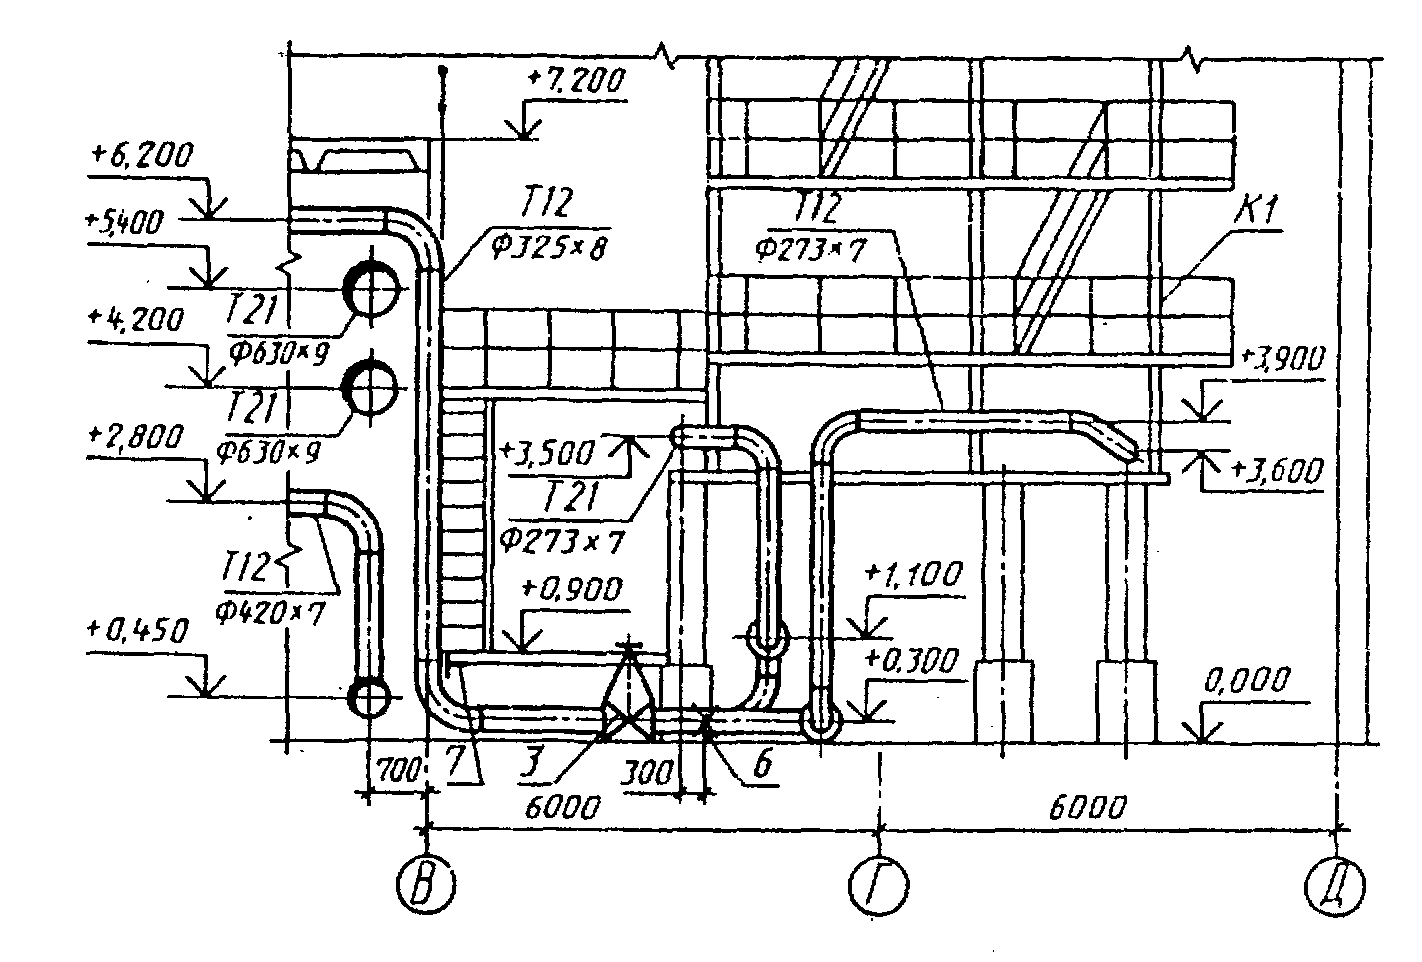 +7,200
+6,200
+5,400
Т12
Ф325×8
Т12
Ф273×7
К1
Т21
Ф630×9
+4,200
+3,900
Т21
Ф630×9
+2,800
+3,500
+3,600
Т21
Ф273×7
Т12
Ф420×7
+0,900
+1,100
+0,450
+0.300
0,000
700
7
3
300
6
6000
6000
В
Г
Д